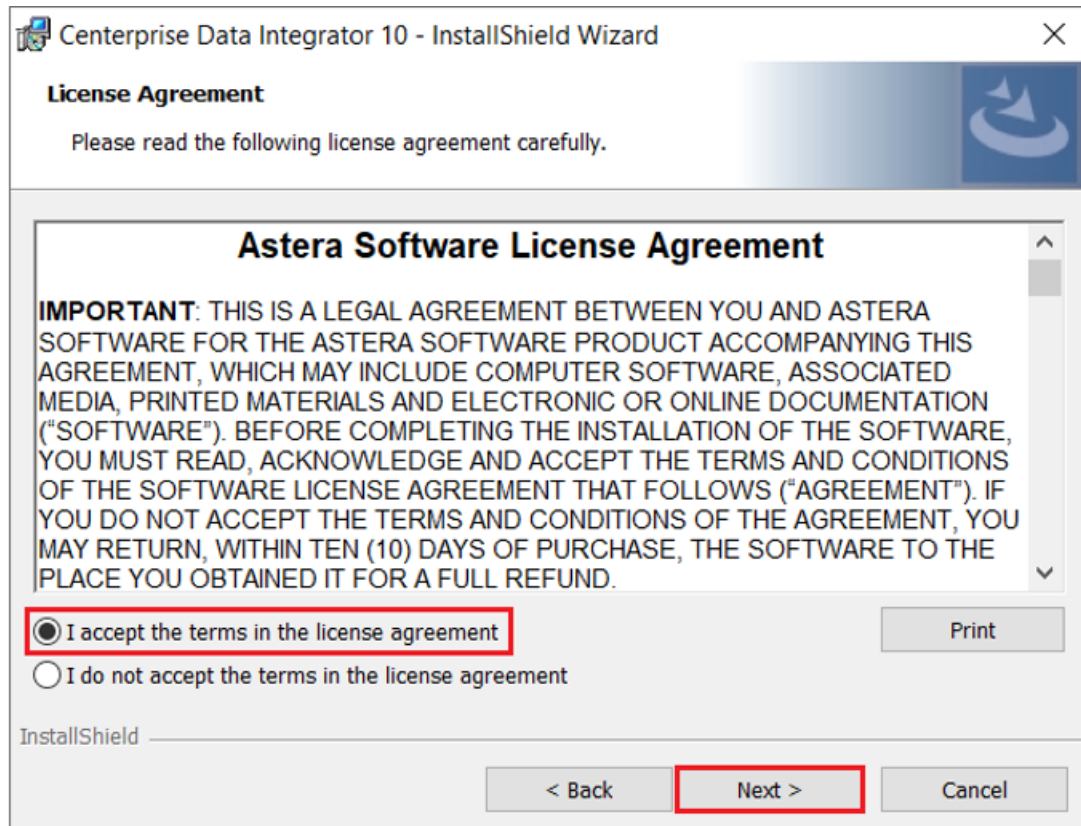 Centerprise Data Integrator 10 - InstallShield Wizard
License Agreement
Please read the following license agreement carefully.
Astera Software License Agreement
IMPORTANT: THIS IS A LEGAL AGREEMENT BETWEEN YOU AND ASTERA
SOFTWARE FOR THE ASTERA SOFTWARE PRODUCT ACCOMPANYING THIS
AGREEMENT, WHICH MAY INCLUDE COMPUTER SOFTWARE, ASSOCIATED
MEDIA, PRINTED MATERIALS AND ELECTRONIC OR ONLINE DOCUMENTATION
(“SOFTWARE”). BEFORE COMPLETING THE INSTALLATION OF THE SOFTWARE,
YOU MUST READ, ACKNOWLEDGE AND ACCEPT THE TERMS AND CONDITIONS
OF THE SOFTWARE LICENSE AGREEMENT THAT FOLLOWS (“AGREEMENT”). IF
YOU DO NOT ACCEPT THE TERMS AND CONDITIONS OF THE AGREEMENT, YOU
MAY RETURN, WITHIN TEN (10) DAYS OF PURCHASE, THE SOFTWARE TO THE
PLACE YOU OBTAINED IT FOR A FULL REFUND.
I accept the terms in the license agreement
Print
I do not accept the terms in the license agreement
InstallShield
< Back
Next >
Cancel